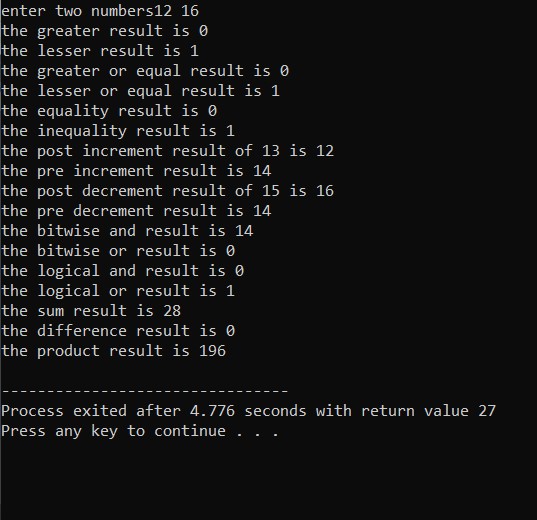 enter two numbers12 16
the greater result is 0
the lesser result is 1
the greater or equal result is 0
the lesser or equal result is 1
the equality result is 0
the inequality result is 1
the post increment result of 13 is 12
the pre increment result is 14
the post decrement result of 15 is 16
the pre decrement result is 14
the bitwise and result is 14
the bitwise or result is 0
the logical and result is 0
the logical or result is 1
the sum result is 28
the difference result is 0
the product result is 196
--------------------------------
Process exited after 4.776 seconds with return value 27
Press any key to continue . . .